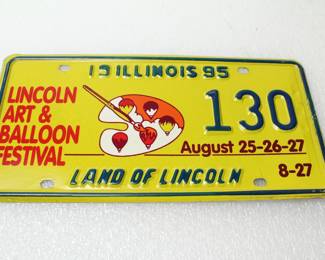 19 ILLINOIS 95
LINCOLN
ART &
BALLOON
FESTIVAL
130
August 25-26-27
8-27
LAND OF LINCOLN